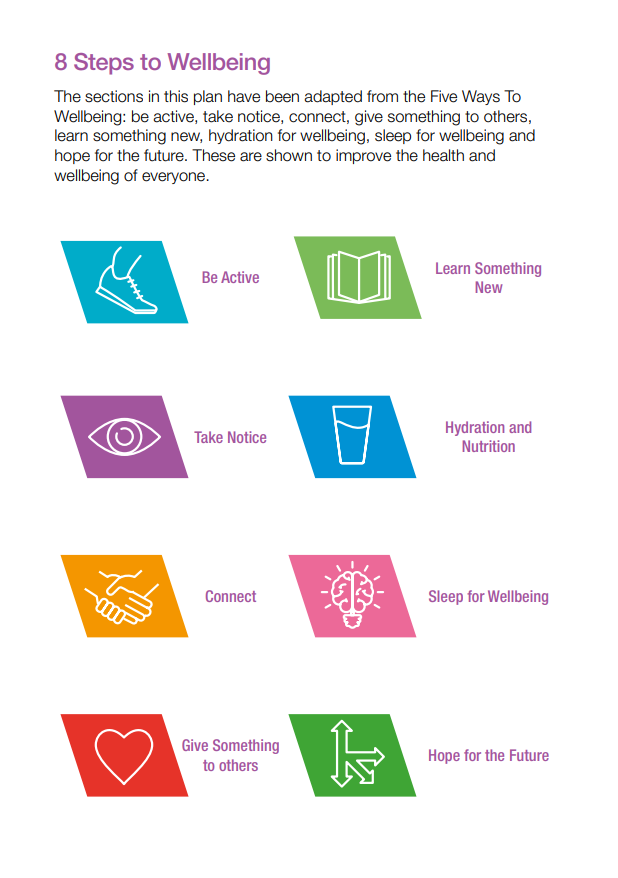 8 Steps to Wellbeing
The sections in this plan have been adapted from the Five Ways To
Wellbeing: be active, take notice, connect, give something to others,
learn something new, hydration for wellbeing, sleep for wellbeing and
hope for the future. These are shown to improve the health and
wellbeing of everyone.
Be Active
Learn Something
New
Take Notice
Hydration and
Nutrition
Connect
Sleep for Wellbeing
Give Something
to others
Hope for the Future